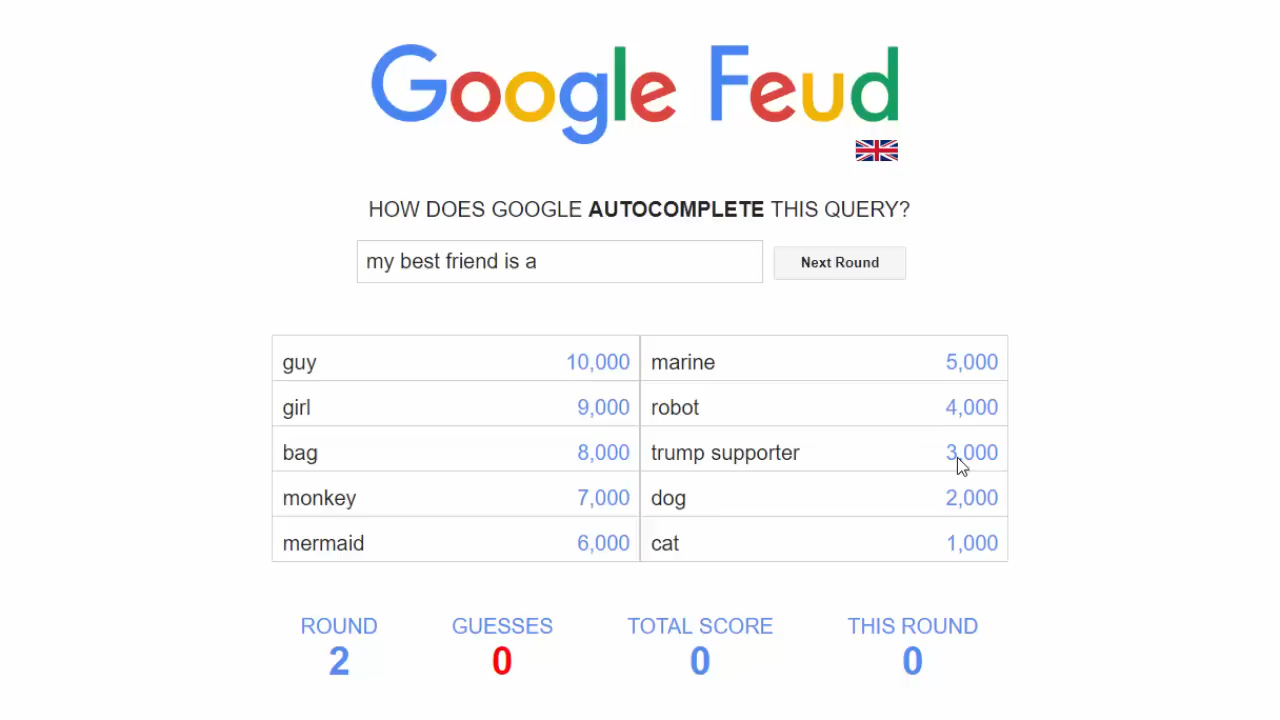 Google Feud
HOW DOES GOOGLE AUTOCOMPLETE THIS QUERY?
my best friend is a
Next Round
guy 10,000 marine 5,000
girl 9,000 robot 4,000
bag 8,000 trump supporter 3,000
monkey 7,000 dog 2,000
mermaid 6,000 cat 1,000
ROUND GUESSES TOTAL SCORE THIS ROUND
2 0 0 0